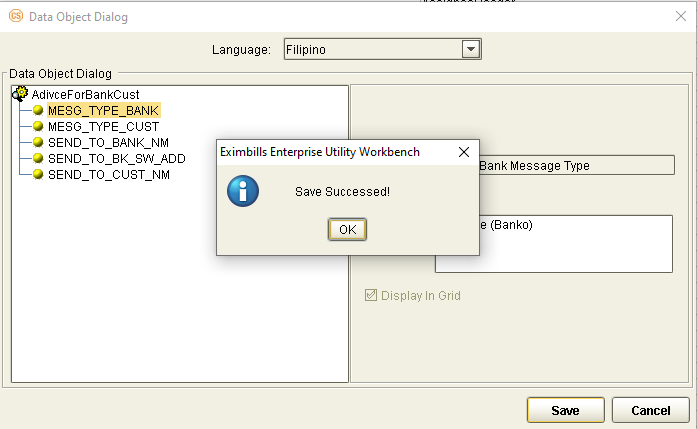 Data Object Dialog
Language: Filipino
Data Object Dialog
AdivceForBankCust
MESG_TYPE_BANK
MESG_TYPE_CUST
SEND_TO_BANK_NM
SEND_TO_BK_SW_ADD
SEND_TO_CUST_NM
Eximbills Enterprise Utility Workbench
Save Successed!
OK
Bank Message Type
(Banko)
Display In Grid
Save Cancel